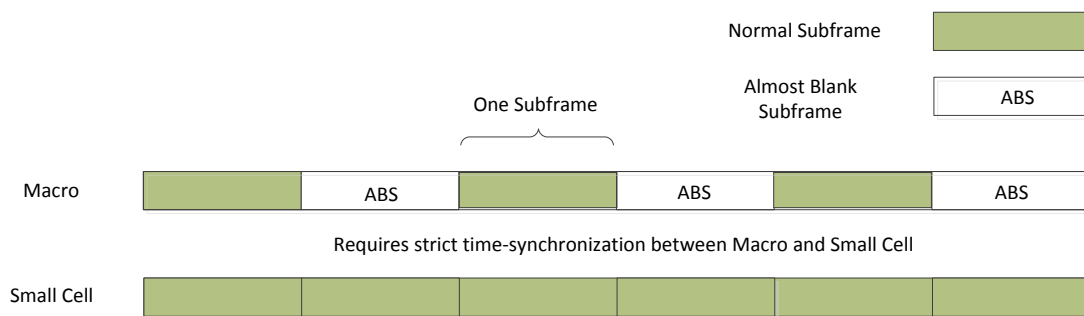 Normal Subframe
Almost Blank
Subframe
ABS
One Subframe
Macro
ABS
ABS
ABS
Requires strict time-synchronization between Macro and Small Cell
Small Cell